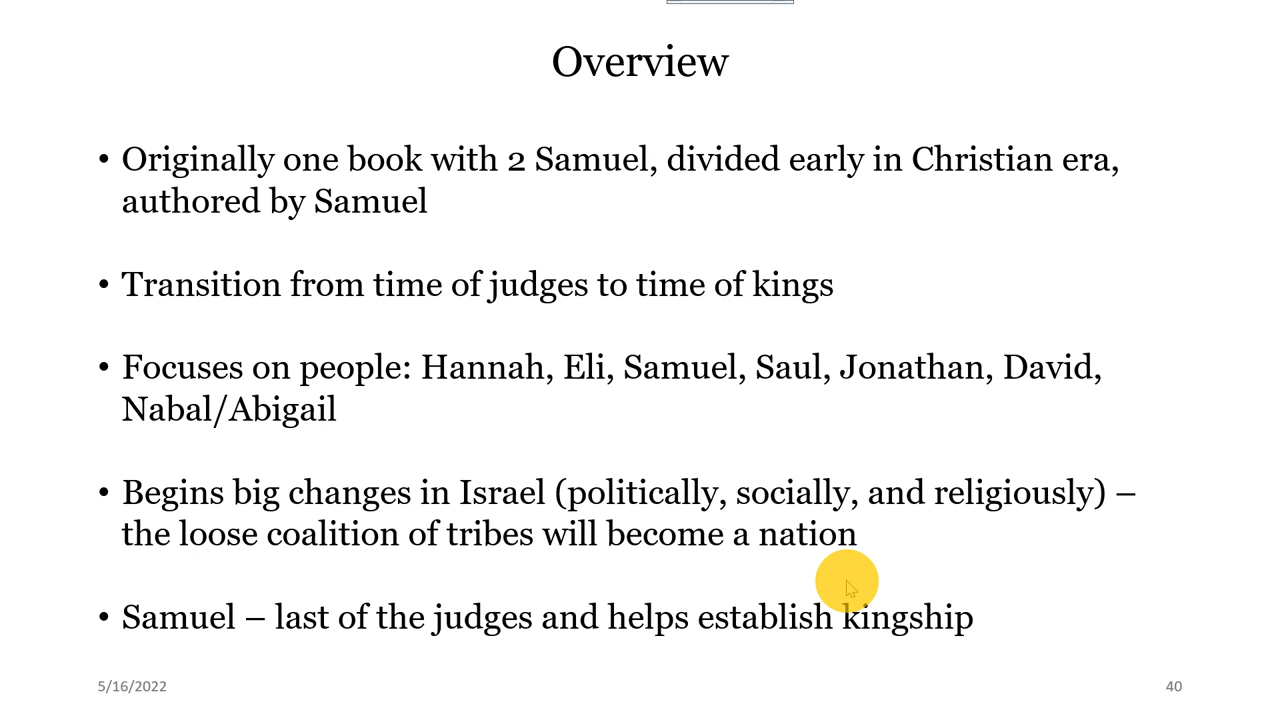 Overview
• Originally one book with 2 Samuel, divided early in Christian era,
authored by Samuel
• Transition from time of judges to time of kings
• Focuses on people: Hannah, Eli, Samuel, Saul, Jonathan, David,
Nabal/Abigail
• Begins big changes in Israel (politically, socially, and religiously) –
the loose coalition of tribes will become a nation
• Samuel – last of the judges and helps establish kingship
5/16/2022
40